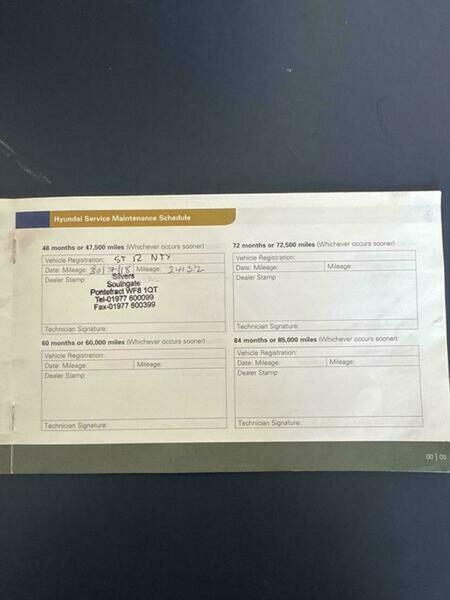 Hyundai Service Maintenance Schedule
48 months or 47,500 miles (Whichever occurs sooner)
Vehicle Registration: ST 12 NTY
Date: Mileage: 30/7/18 Mileage: 24132
Dealer Stamp
Silvers
Southgate
Pontefract WF8 1QT
Tel-01977 600099
Fax-01977 600399
Technician Signature:
60 months or 60,000 miles (Whichever occurs sooner)
Vehicle Registration:
Date: Mileage: Mileage:
Dealer Stamp
Technician Signature:
72 months or 72,500 miles (Whichever occurs sooner)
Vehicle Registration:
Date: Mileage: Mileage:
Dealer Stamp
Technician Signature:
84 months or 85,000 miles (Whichever occurs sooner)
Vehicle Registration:
Date: Mileage: Mileage:
Dealer Stamp
Technician Signature:
00 | 05